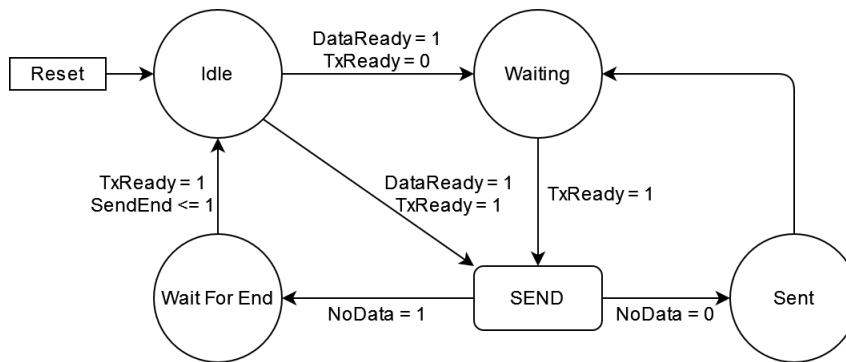 DataReady = 1
TxReady = 0
Reset
Idle
Waiting
TxReady = 1
SendEnd <= 1
DataReady = 1
TxReady = 1
TxReady = 1
Wait For End
SEND
Sent
NoData = 1
NoData = 0